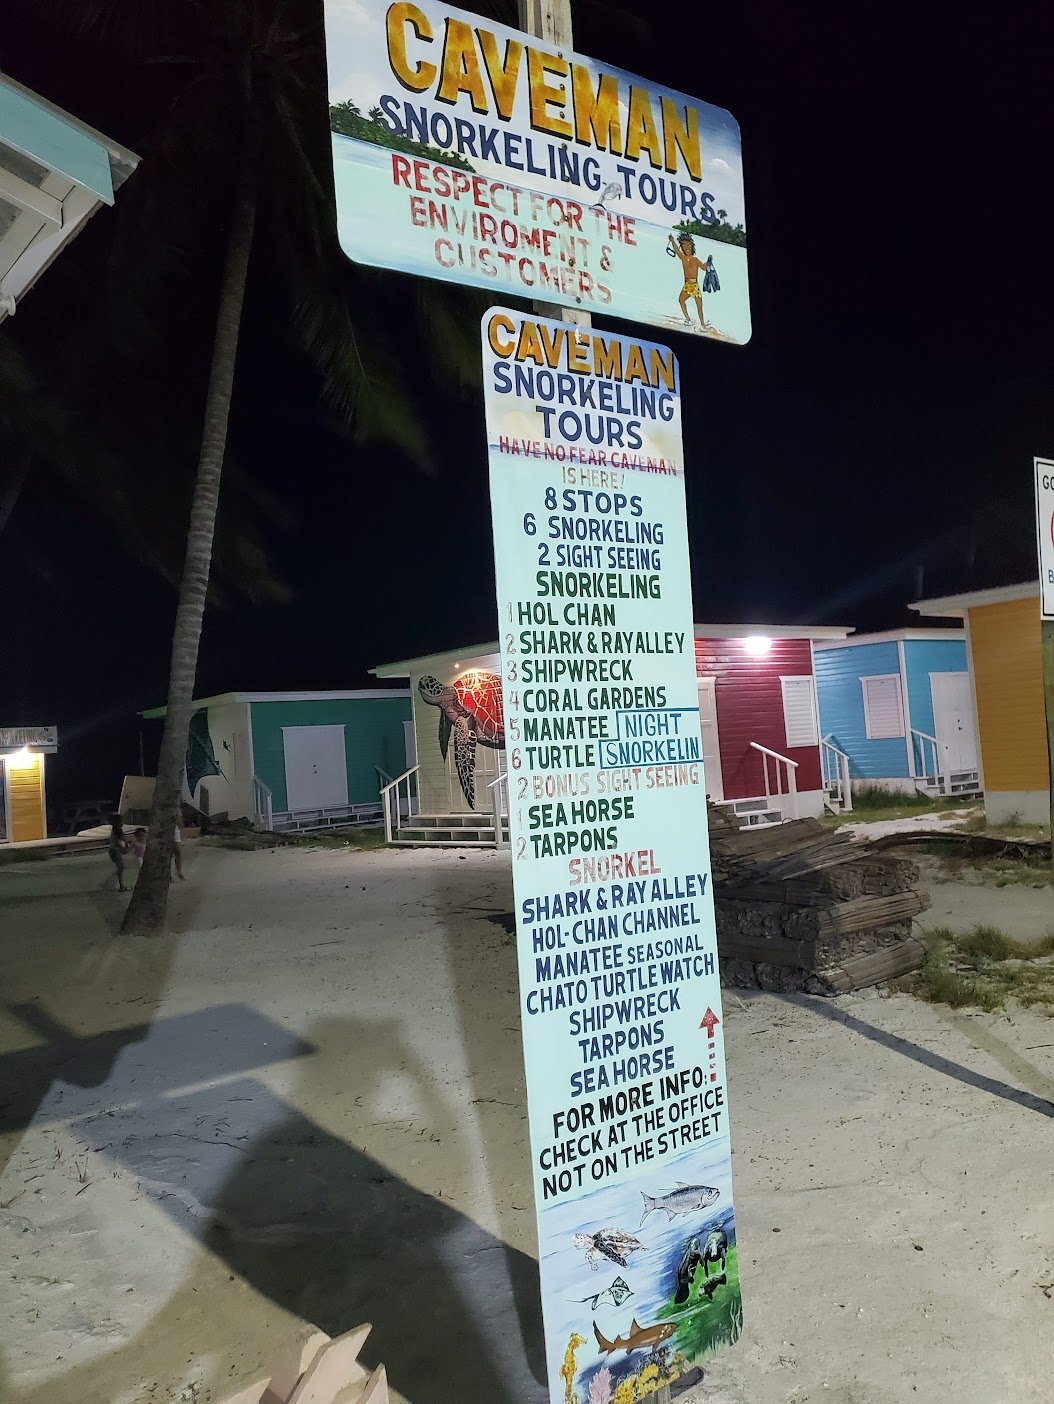 CAVEMAN
SNORKELING TOURS
RESPECT FOR THE
ENVIROMENT &
CUSTOMERS
CAVEMAN
SNORKELING
TOURS
HAVE NO FEAR CAVEMAN
IS HERE!
8 STOPS
6 SNORKELING
2 SIGHT SEEING
SNORKELING
1 HOL CHAN
2 SHARK & RAY ALLEY
3 SHIPWRECK
4 CORAL GARDENS
5 MANATEE NIGHT
6 TURTLE SNORKELIN
2 BONUS SIGHT SEEING
1 SEA HORSE
2 TARPONS
SNORKEL
SHARK & RAY ALLEY
HOL-CHAN CHANNEL
MANATEE SEASONAL
CHATO TURTLE WATCH
SHIPWRECK
TARPONS
SEA HORSE
FOR MORE INFO:
CHECK AT THE OFFICE
NOT ON THE STREET